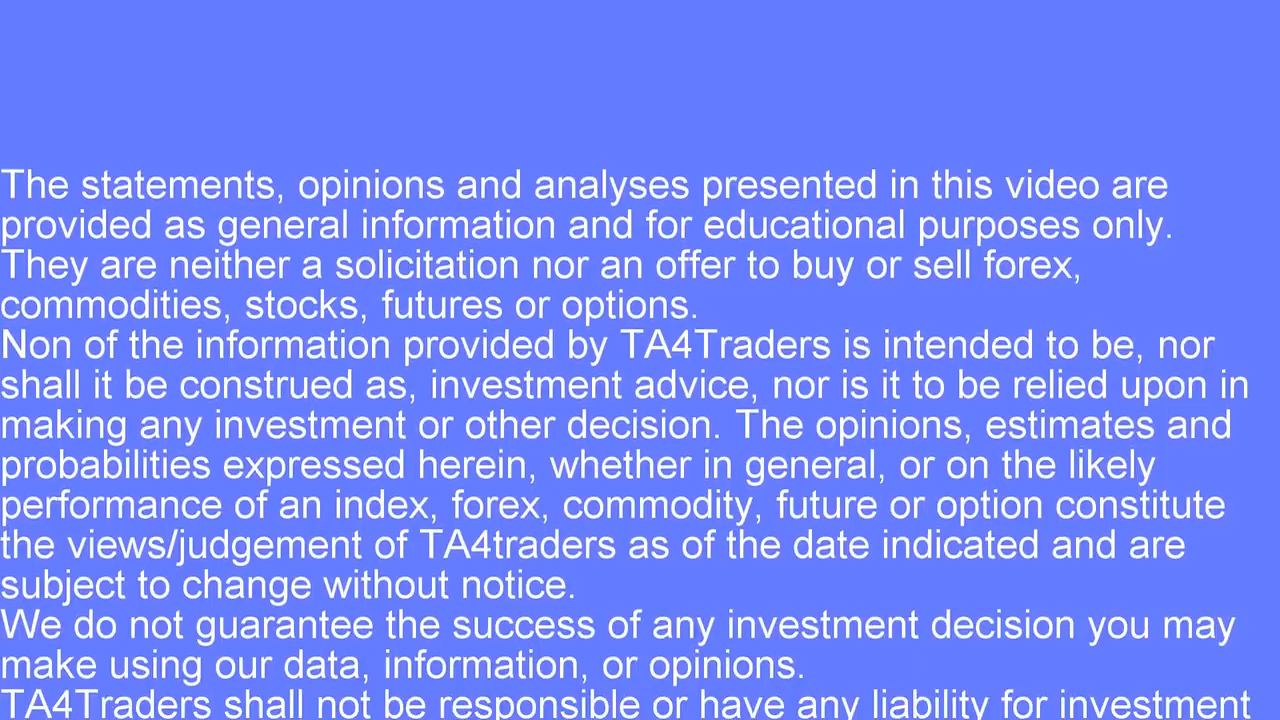 The statements, opinions and analyses presented in this video are
provided as general information and for educational purposes only.
They are neither a solicitation nor an offer to buy or sell forex,
commodities, stocks, futures or options.
Non of the information provided by TA4Traders is intended to be, nor
shall it be construed as, investment advice, nor is it to be relied upon in
making any investment or other decision. The opinions, estimates and
probabilities expressed herein, whether in general, or on the likely
performance of an index, forex, commodity, future or option constitute
the views/judgement of TA4traders as of the date indicated and are
subject to change without notice.
We do not guarantee the success of any investment decision you may
make using our data, information, or opinions.
TA4Traders shall not be responsible or have any liability for investment